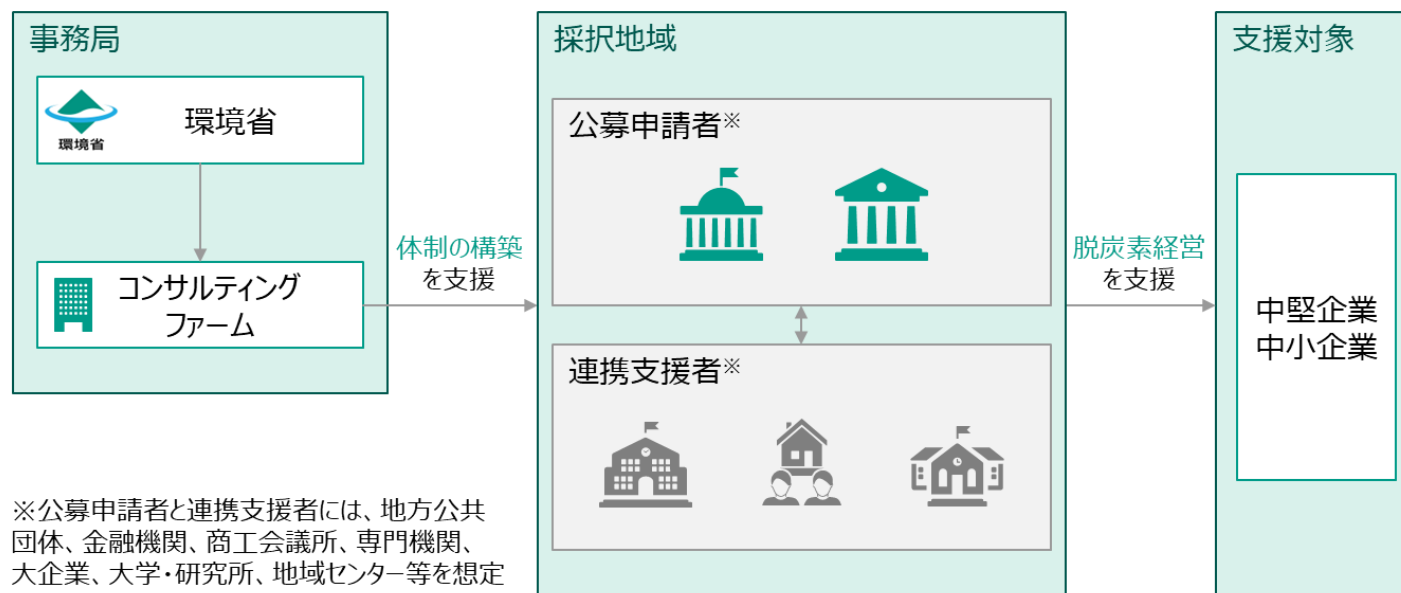 事務局
環境省
環境省
コンサルティング
ファーム
体制の構築
を支援
採択地域
公募申請者※
連携支援者※
脱炭素経営
を支援
支援対象
中堅企業
中小企業
※公募申請者と連携支援者には、地方公共
団体、金融機関、商工会議所、専門機関、
大企業、大学・研究所、地域センター等を想定